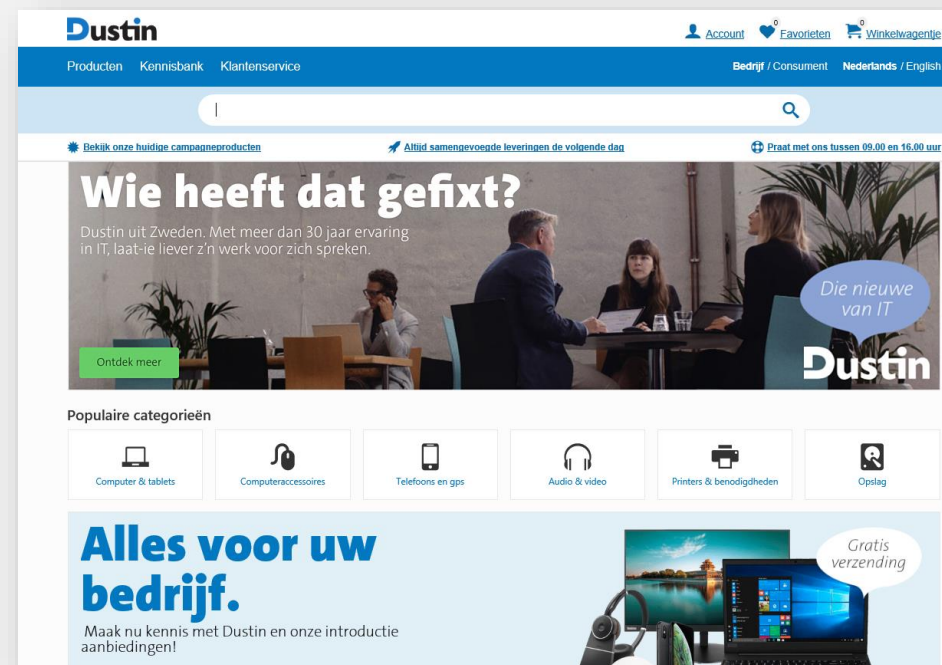 Dustin
Account 0 Favorieten 0 Winkelwagentje
Producten Kennisbank Klantenservice Bedrijf / Consument Nederlands / English
Bekijk onze huidige campagneproducten Altijd samengevoegde leveringen de volgende dag Praat met ons tussen 09.00 en 16.00 uur
Wie heeft dat gefixt?
Dustin uit Zweden. Met meer dan 30 jaar ervaring
in IT, laat-ie liever z'n werk voor zich spreken.
Die nieuwe
van IT
Ontdek meer
Dustin
Populaire categorieën
Computer & tablets Computeraccessoires Telefoons en gps Audio & video Printers & benodigdheden Opslag
Alles voor uw
bedrijf.
Gratis
verzending
Maak nu kennis met Dustin en onze introductie
aanbiedingen!